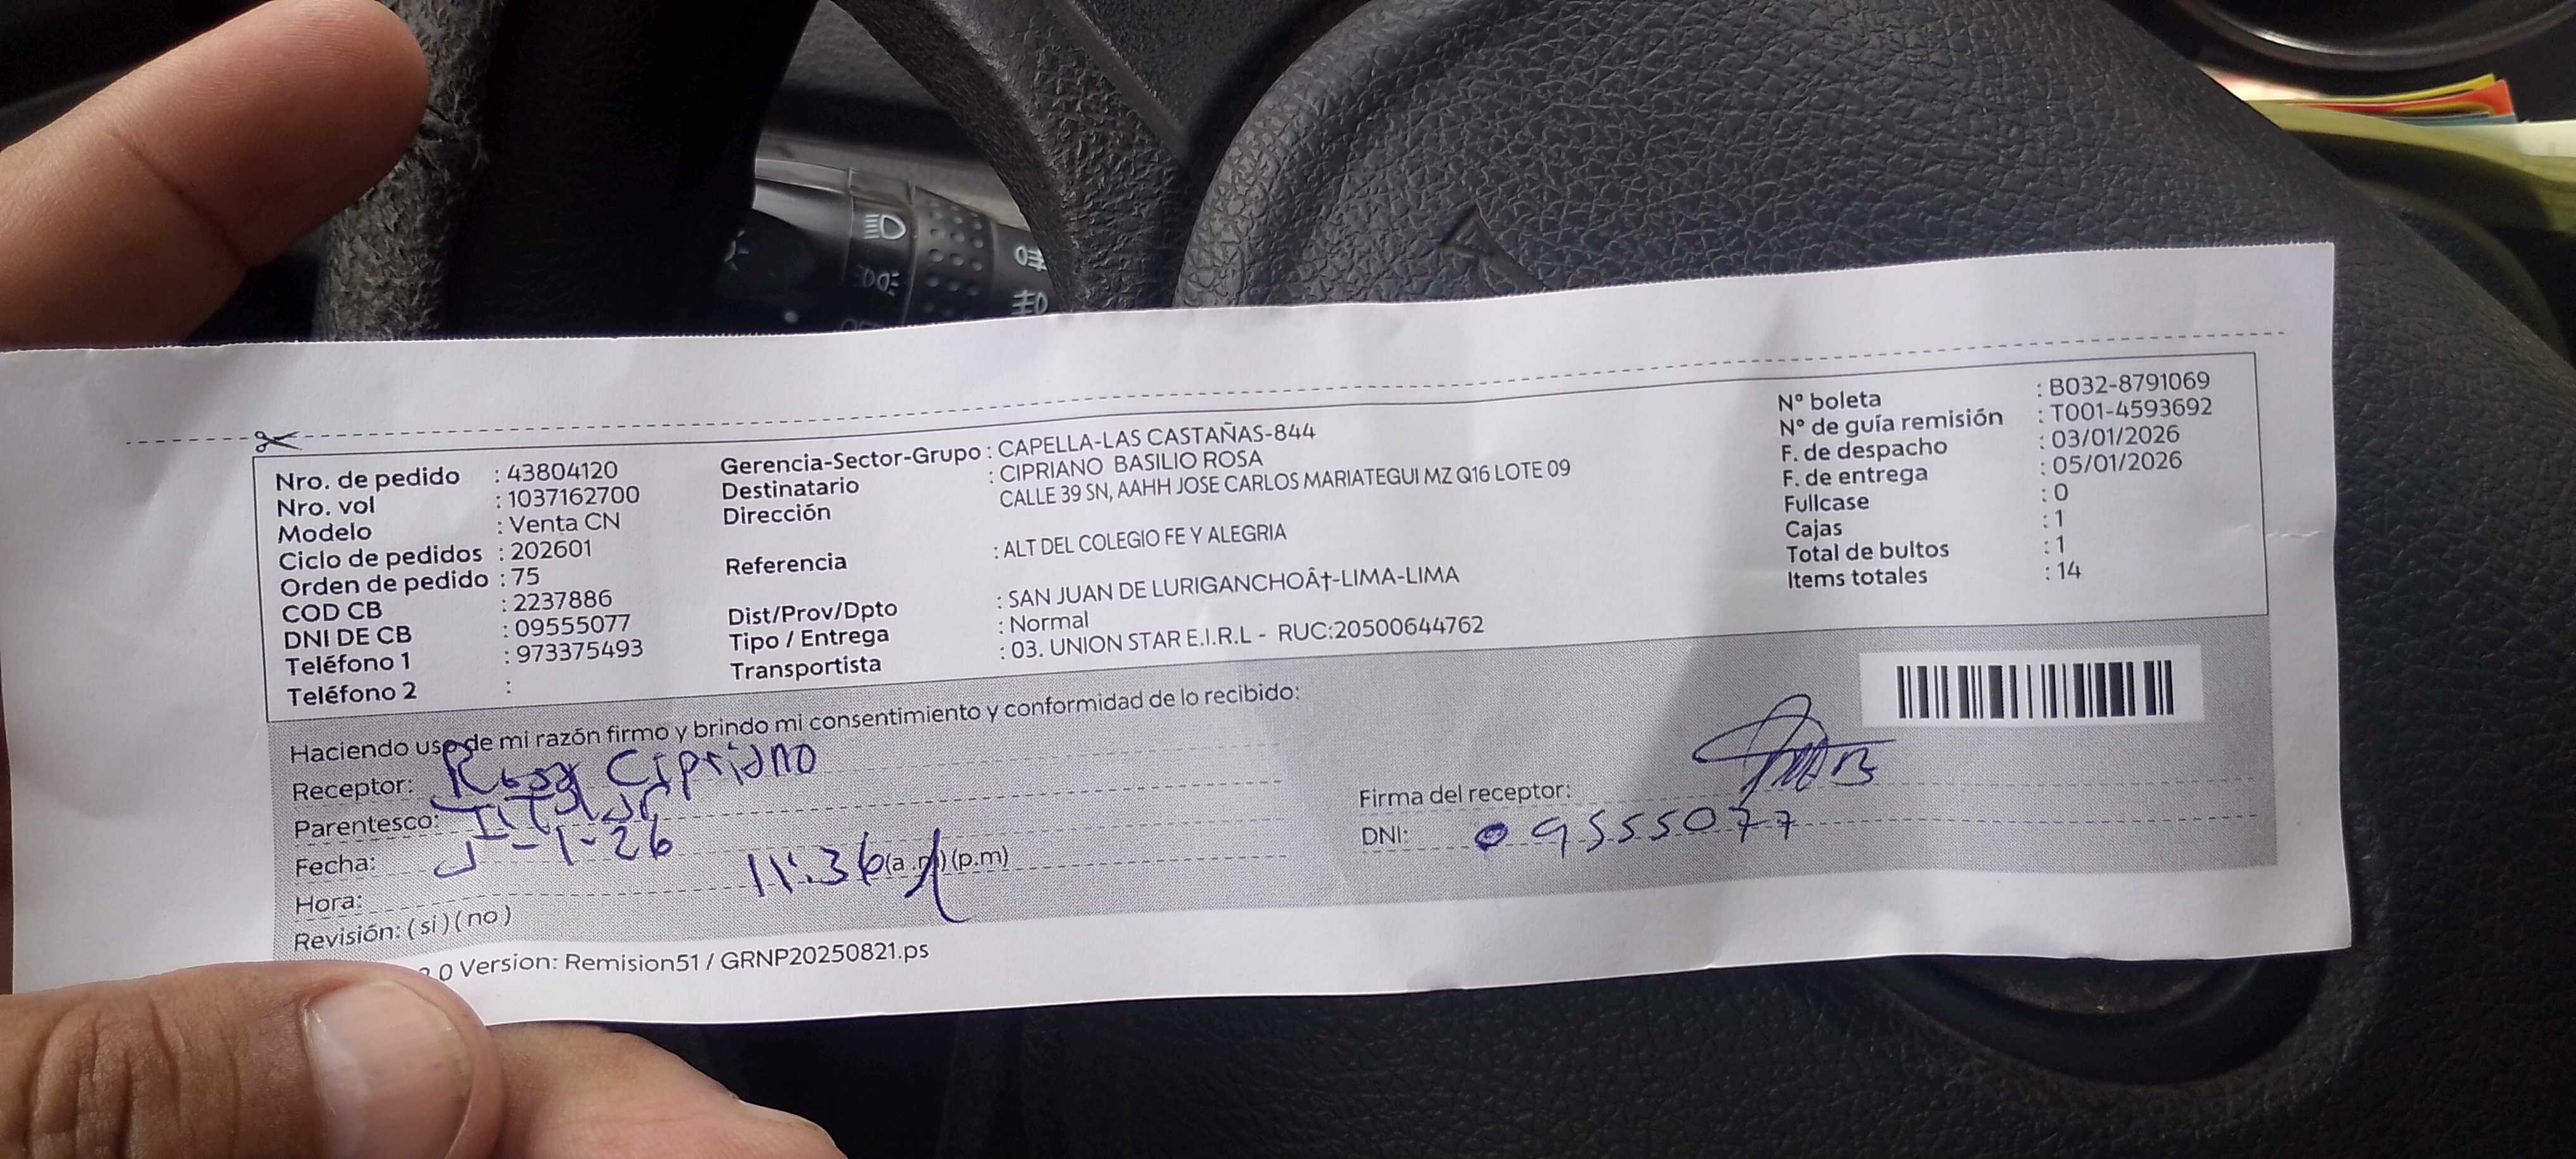 Nro. de pedido : 43804120
Nro. vol : 1037162700
Modelo : Venta CN
Ciclo de pedidos : 202601
Orden de pedido : 75
COD CB : 2237886
DNI DE CB : 09555077
Teléfono 1 : 973375493
Teléfono 2 :
Gerencia-Sector-Grupo : CAPELLA-LAS CASTAÑAS-844
Destinatario : CIPRIANO BASILIO ROSA
Dirección CALLE 39 SN, AAHH JOSE CARLOS MARIATEGUI MZ Q16 LOTE 09
Referencia : ALT DEL COLEGIO FE Y ALEGRIA
Dist/Prov/Dpto : SAN JUAN DE LURIGANCHOÂ†-LIMA-LIMA
Tipo / Entrega : Normal
Transportista : 03. UNION STAR E.I.R.L - RUC:20500644762
Nº boleta : B032-8791069
Nº de guía remisión : T001-4593692
F. de despacho : 03/01/2026
F. de entrega : 05/01/2026
Fullcase : 0
Cajas : 1
Total de bultos : 1
Items totales : 14
Haciendo uso de mi razón firmo y brindo mi consentimiento y conformidad de lo recibido:
Receptor: Rosa Cipriano
Parentesco: Titular
Fecha: 5-1-26
Hora: 11:36 (a.m) (p.m)
Revisión: (si) (no)
Firma del receptor:
DNI: 09555077
.0 Version: Remision51 / GRNP20250821.ps